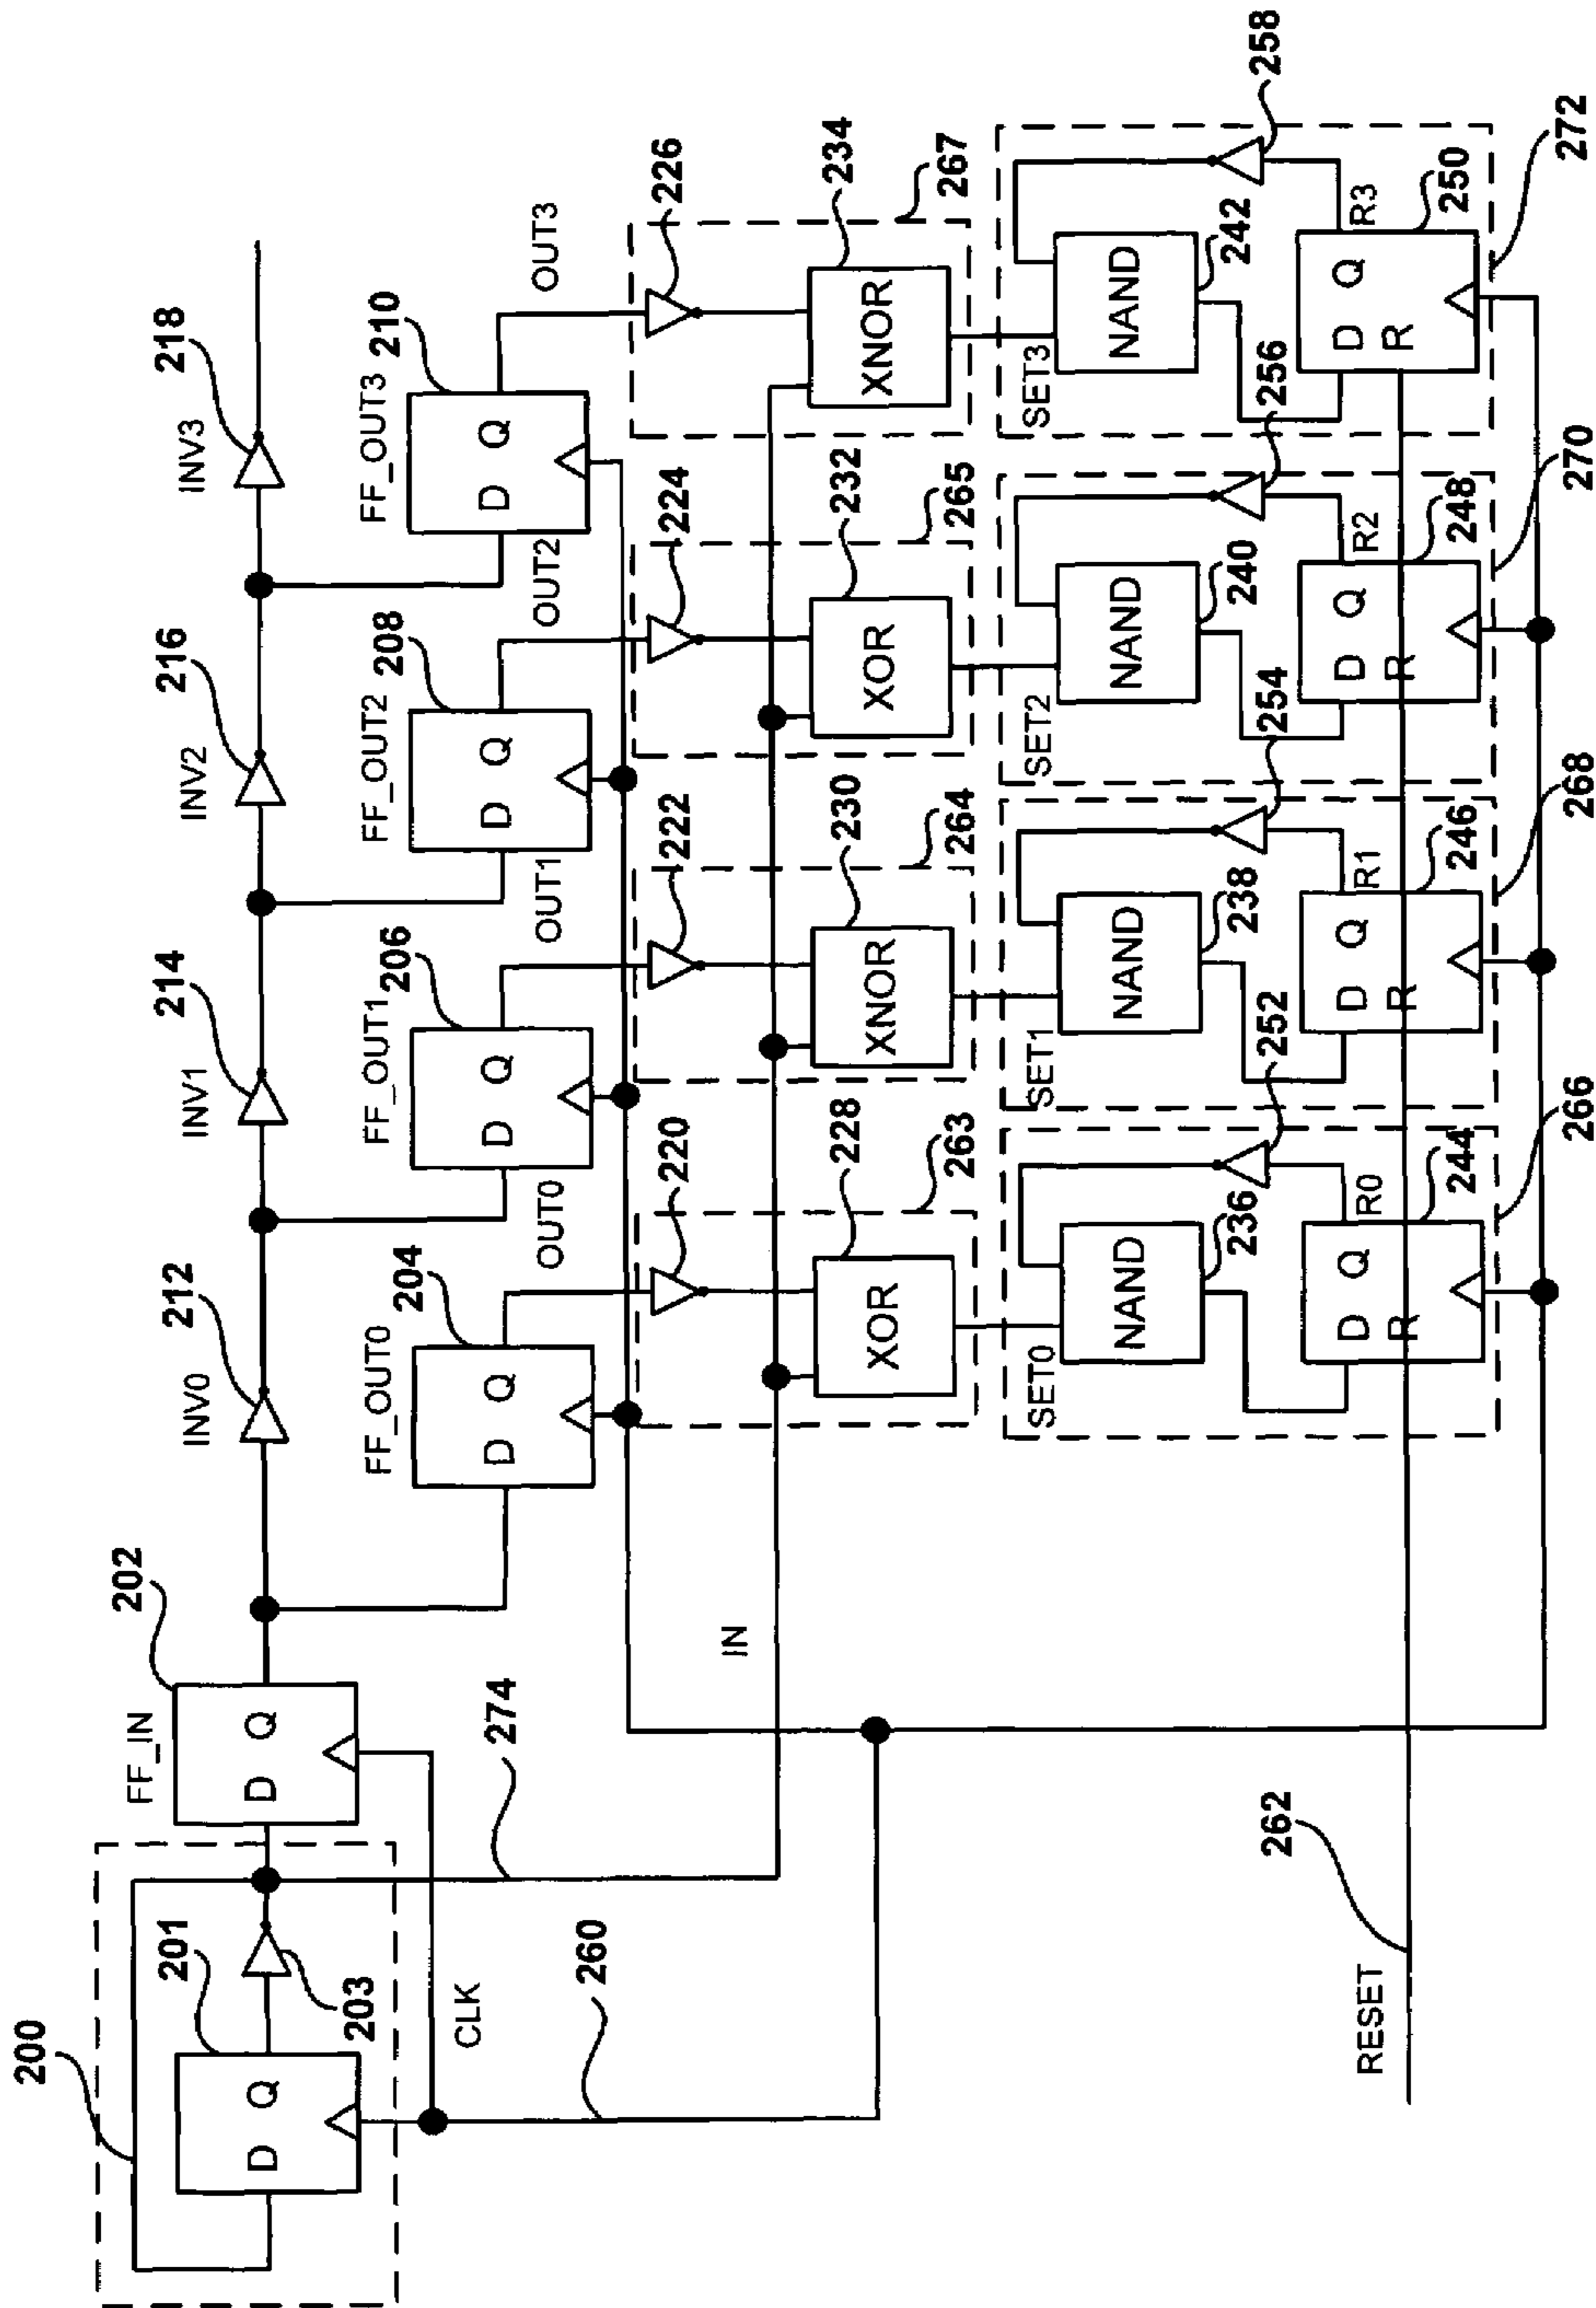 200
201
D Q
203
CLK
260
FF_IN
202
D Q
274
IN
RESET
262
INV0
212
INV1
214
INV2
216
INV3
218
FF_OUT0
204
D Q
OUT0
FF_OUT1
206
D Q
OUT1
FF_OUT2
208
D Q
OUT2
FF_OUT3
210
D Q
OUT3
220
228
263
XOR
222
230
264
XNOR
224
232
265
XOR
226
234
267
XNOR
SET0
NAND
236
252
D Q
R
R0
244
266
SET1
NAND
238
254
D Q
R
R1
246
268
SET2
NAND
240
256
D Q
R
R2
248
270
SET3
NAND
242
258
D Q
R
R3
250
272